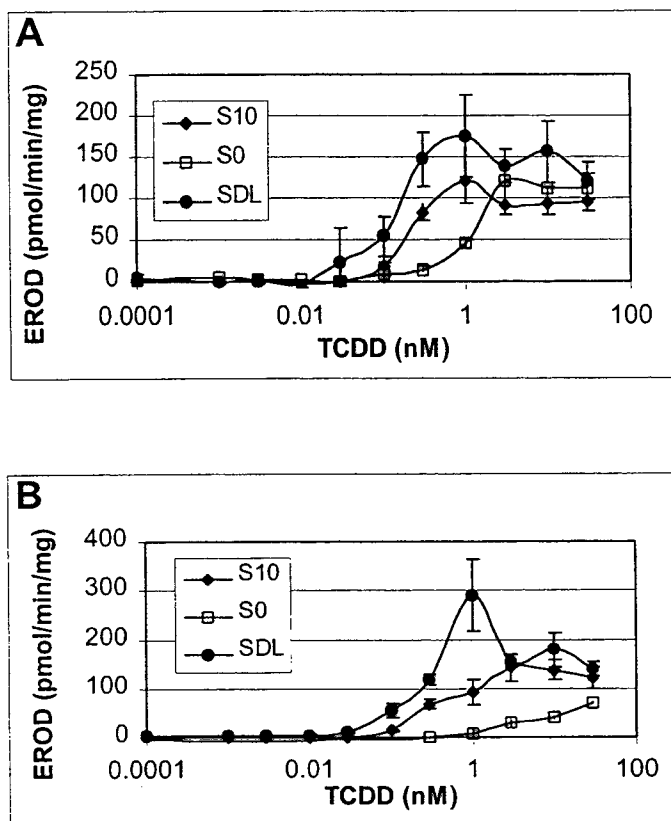 A
EROD (pmol/min/mg)
250
200
150
100
50
0
S10
S0
SDL
0.0001
0.01
1
100
TCDD (nM)
B
EROD (pmol/min/mg)
400
300
200
100
0
S10
S0
SDL
0.0001
0.01
1
100
TCDD (nM)